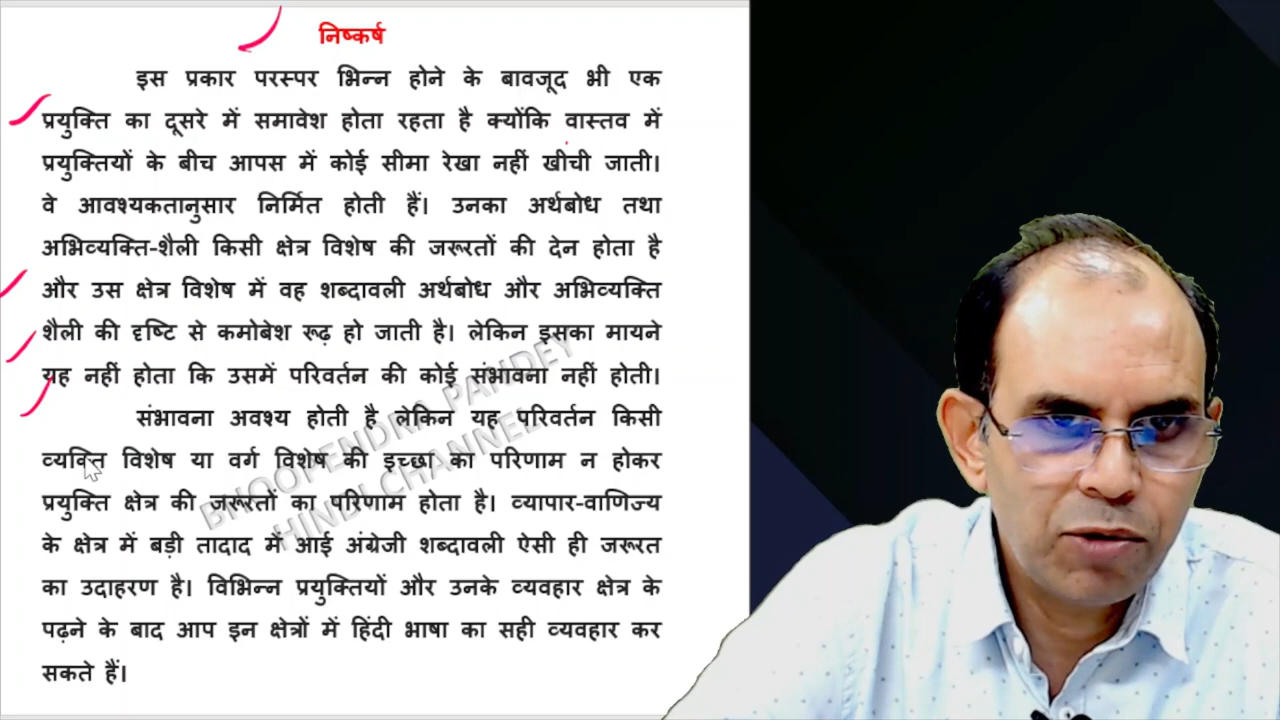 निष्कर्ष
इस प्रकार परस्पर भिन्न होने के बावजूद भी एक
प्रयुक्ति का दूसरे में समावेश होता रहता है क्योंकि वास्तव में
प्रयुक्तियों के बीच आपस में कोई सीमा रेखा नहीं खीची जाती।
वे आवश्यकतानुसार निर्मित होती हैं। उनका अर्थबोध तथा
अभिव्यक्ति-शैली किसी क्षेत्र विशेष की जरूरतों की देन होता है
और उस क्षेत्र विशेष में वह शब्दावली अर्थबोध और अभिव्यक्ति
शैली की दृष्टि से कमोबेश रूढ़ हो जाती है। लेकिन इसका मायने
यह नहीं होता कि उसमें परिवर्तन की कोई संभावना नहीं होती।
संभावना अवश्य होती है लेकिन यह परिवर्तन किसी
व्यक्ति विशेष या वर्ग विशेष की इच्छा का परिणाम न होकर
प्रयुक्ति क्षेत्र की जरूरतों का परिणाम होता है। व्यापार-वाणिज्य
के क्षेत्र में बड़ी तादाद में आई अंग्रेजी शब्दावली ऐसी ही जरूरत
का उदाहरण है। विभिन्न प्रयुक्तियों और उनके व्यवहार क्षेत्र के
पढ़ने के बाद आप इन क्षेत्रों में हिंदी भाषा का सही व्यवहार कर
सकते हैं।
BHOOPENDRA PANDEY
HINDI CHANNEL